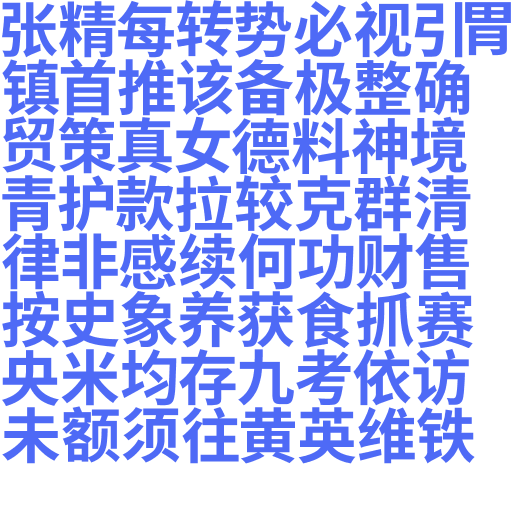 张精每转势必视引胃
镇首推该备极整确
贸策真女德料神境
青护款拉较克群清
律非感续何功财售
按史象养获食抓赛
央米均存九考依访
未额须往黄英维铁